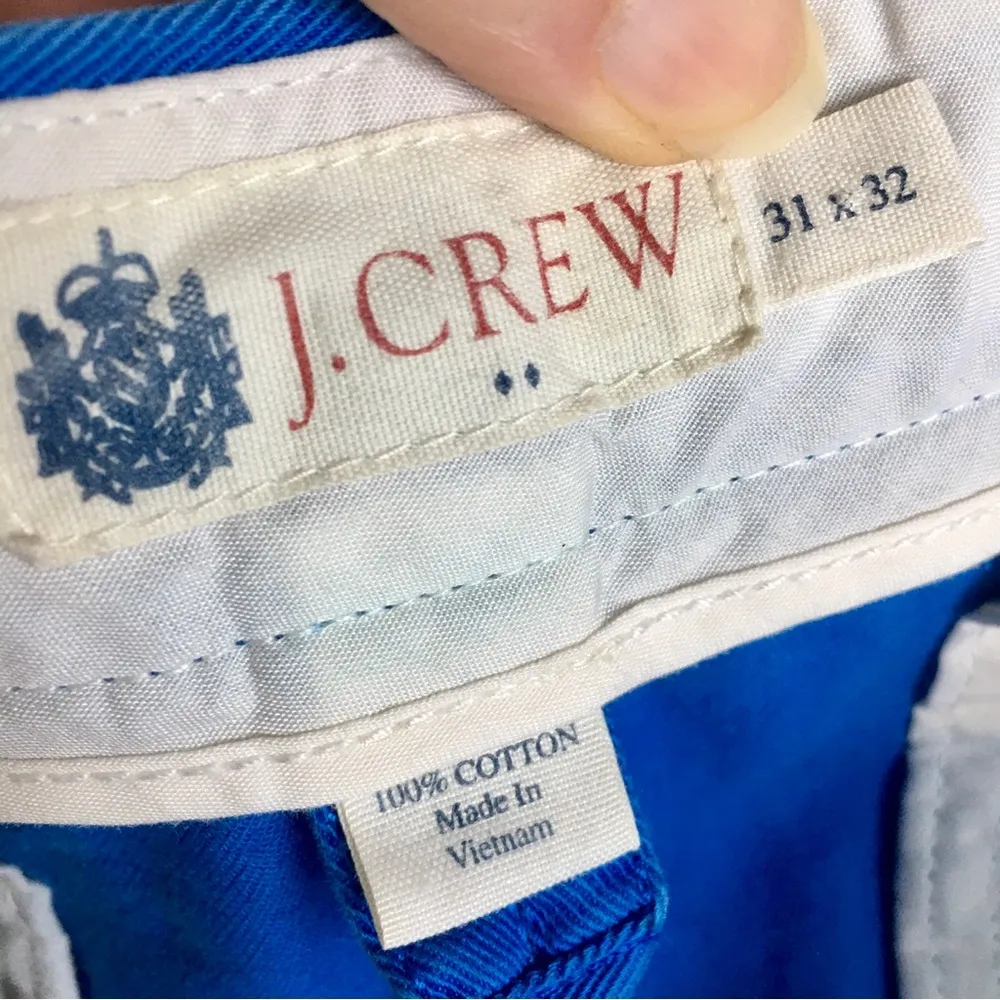 J.CREW
31 x 32
100% COTTON
Made In
Vietnam